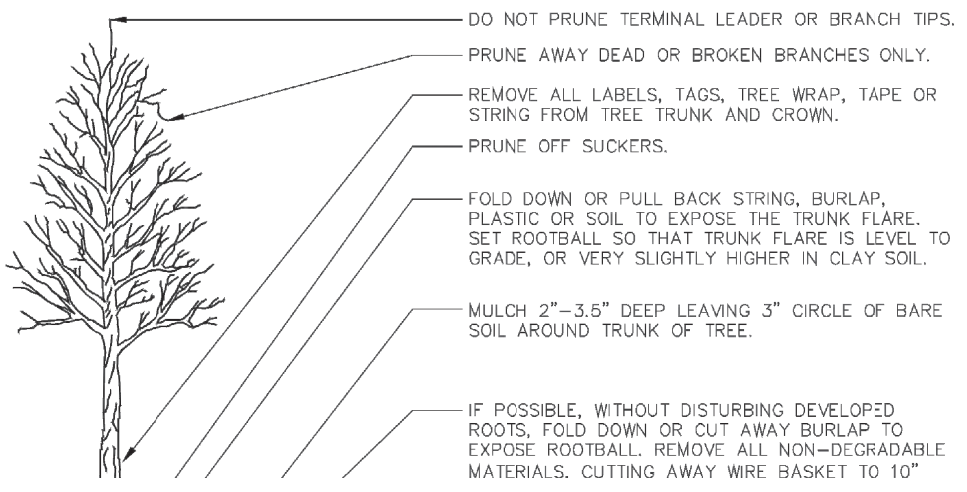 DO NOT PRUNE TERMINAL LEADER OR BRANCH TIPS.
PRUNE AWAY DEAD OR BROKEN BRANCHES ONLY.
REMOVE ALL LABELS, TAGS, TREE WRAP, TAPE OR
STRING FROM TREE TRUNK AND CROWN.
PRUNE OFF SUCKERS.
FOLD DOWN OR PULL BACK STRING, BURLAP,
PLASTIC OR SOIL TO EXPOSE THE TRUNK FLARE.
SET ROOTBALL SO THAT TRUNK FLARE IS LEVEL TO
GRADE, OR VERY SLIGHTLY HIGHER IN CLAY SOIL.
MULCH 2"-3.5" DEEP LEAVING 3" CIRCLE OF BARE
SOIL AROUND TRUNK OF TREE.
IF POSSIBLE, WITHOUT DISTURBING DEVELOPED
ROOTS, FOLD DOWN OR CUT AWAY BURLAP TO
EXPOSE ROOTBALL. REMOVE ALL NON-DEGRADABLE
MATERIALS, CUTTING AWAY WIRE BASKET TO 10"